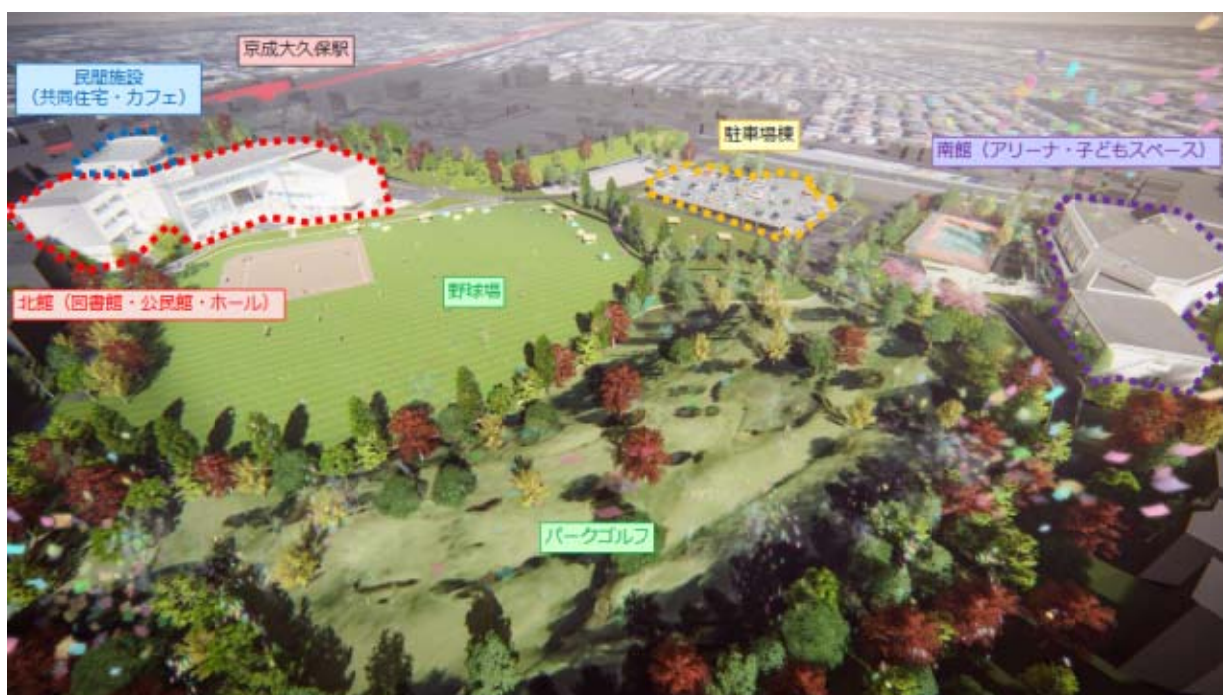 京成大久保駅
民間施設
（共同住宅・カフェ）
駐車場棟
南館（アリーナ・子どもスペース）
野球場
北館（図書館・公民館・ホール）
パークゴルフ